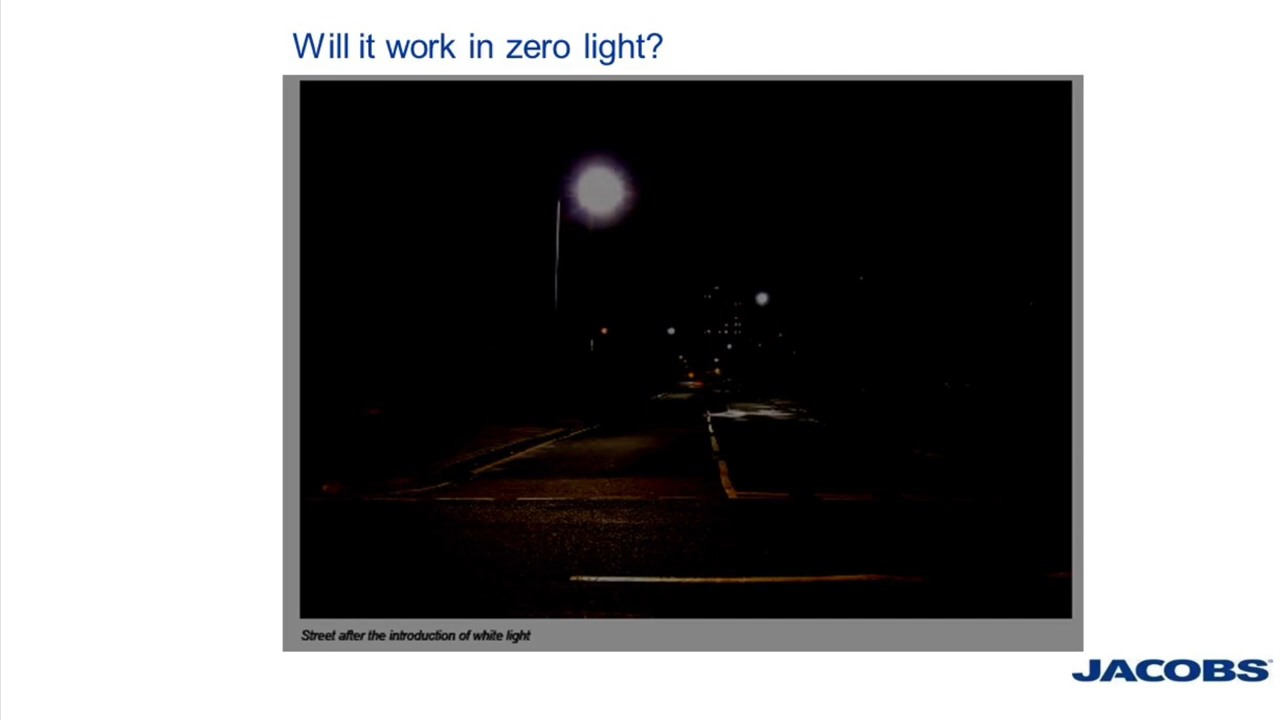 Will it work in zero light?
Street after the introduction of white light
JACOBS